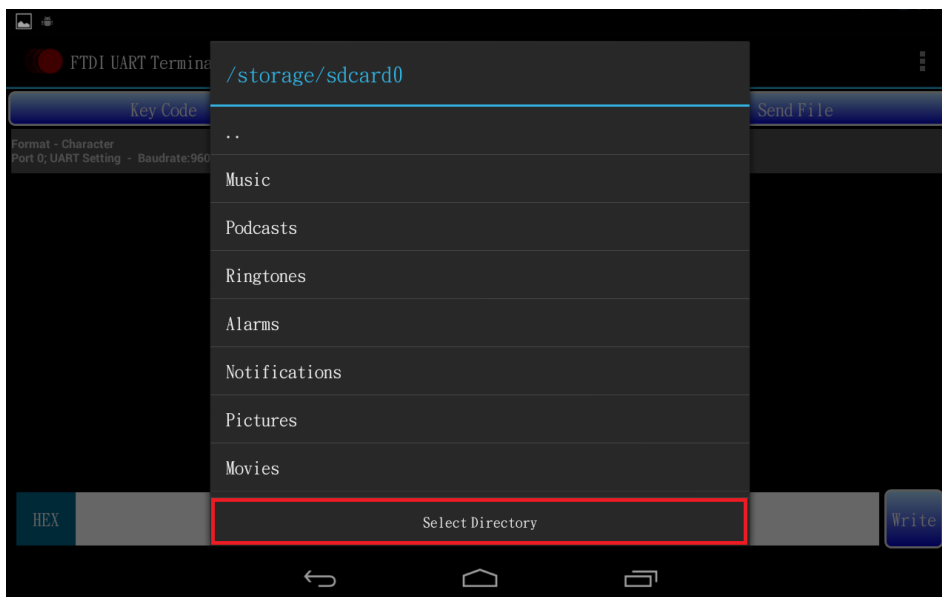 FTDI UART Termina
/storage/sdcard0
Key Code
Send File
..
Format - Character
Port 0; UART Setting - Baudrate:960
Music
Podcasts
Ringtones
Alarms
Notifications
Pictures
Movies
HEX
Select Directory
Write